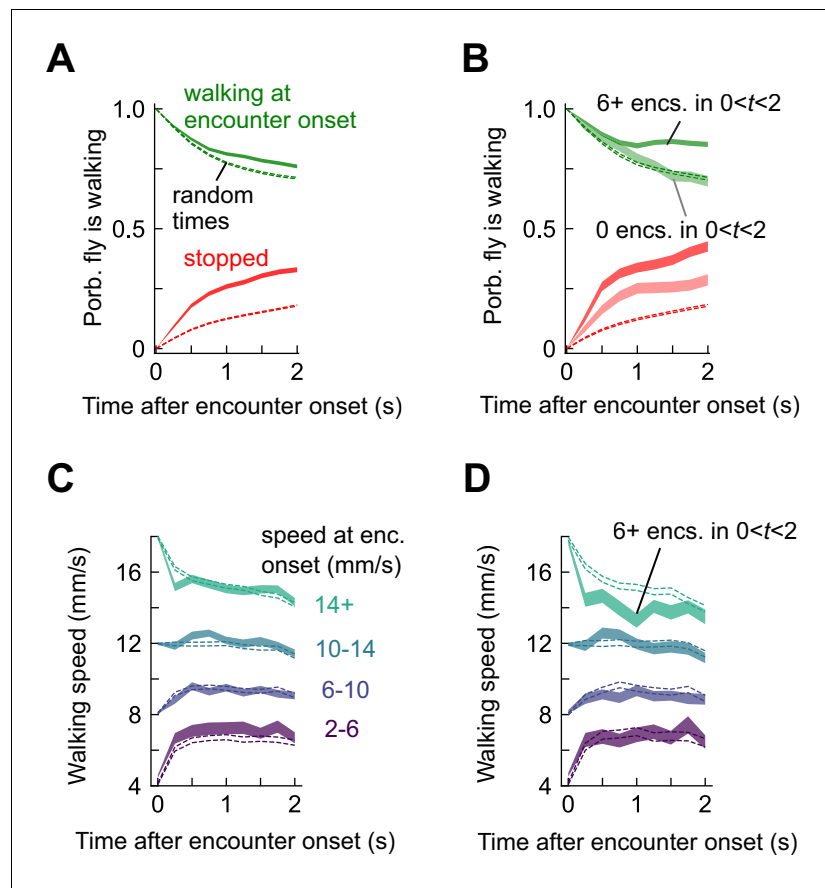 A
walking at
encounter onset
random
times
stopped
1.0
0.5
0
Porb. fly is walking
0 1 2
Time after encounter onset (s)
B
6+ encs. in 0<t<2
0 encs. in 0<t<2
1.0
0.5
0
Porb. fly is walking
0 1 2
Time after encounter onset (s)
C
speed at enc.
onset (mm/s)
14+
10-14
6-10
2-6
16
12
8
4
Walking speed (mm/s)
0 1 2
Time after encounter onset (s)
D
6+ encs. in 0<t<2
16
12
8
4
Walking speed (mm/s)
0 1 2
Time after encounter onset (s)